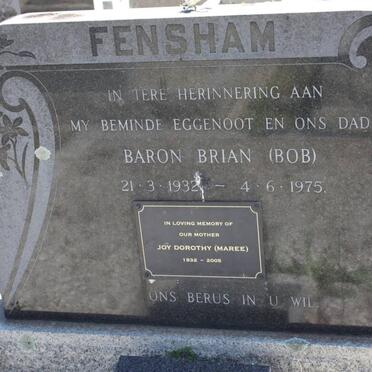 FENSHAM
IN TERE HERINNERING AAN
MY BEMINDE EGGENOOT EN ONS DAD
BARON BRIAN (BOB)
21·3·1932 – 4·6·1975.
IN LOVING MEMORY OF
OUR MOTHER
JOY DOROTHY (MAREE)
1932 – 2005
ONS BERUS IN U WIL